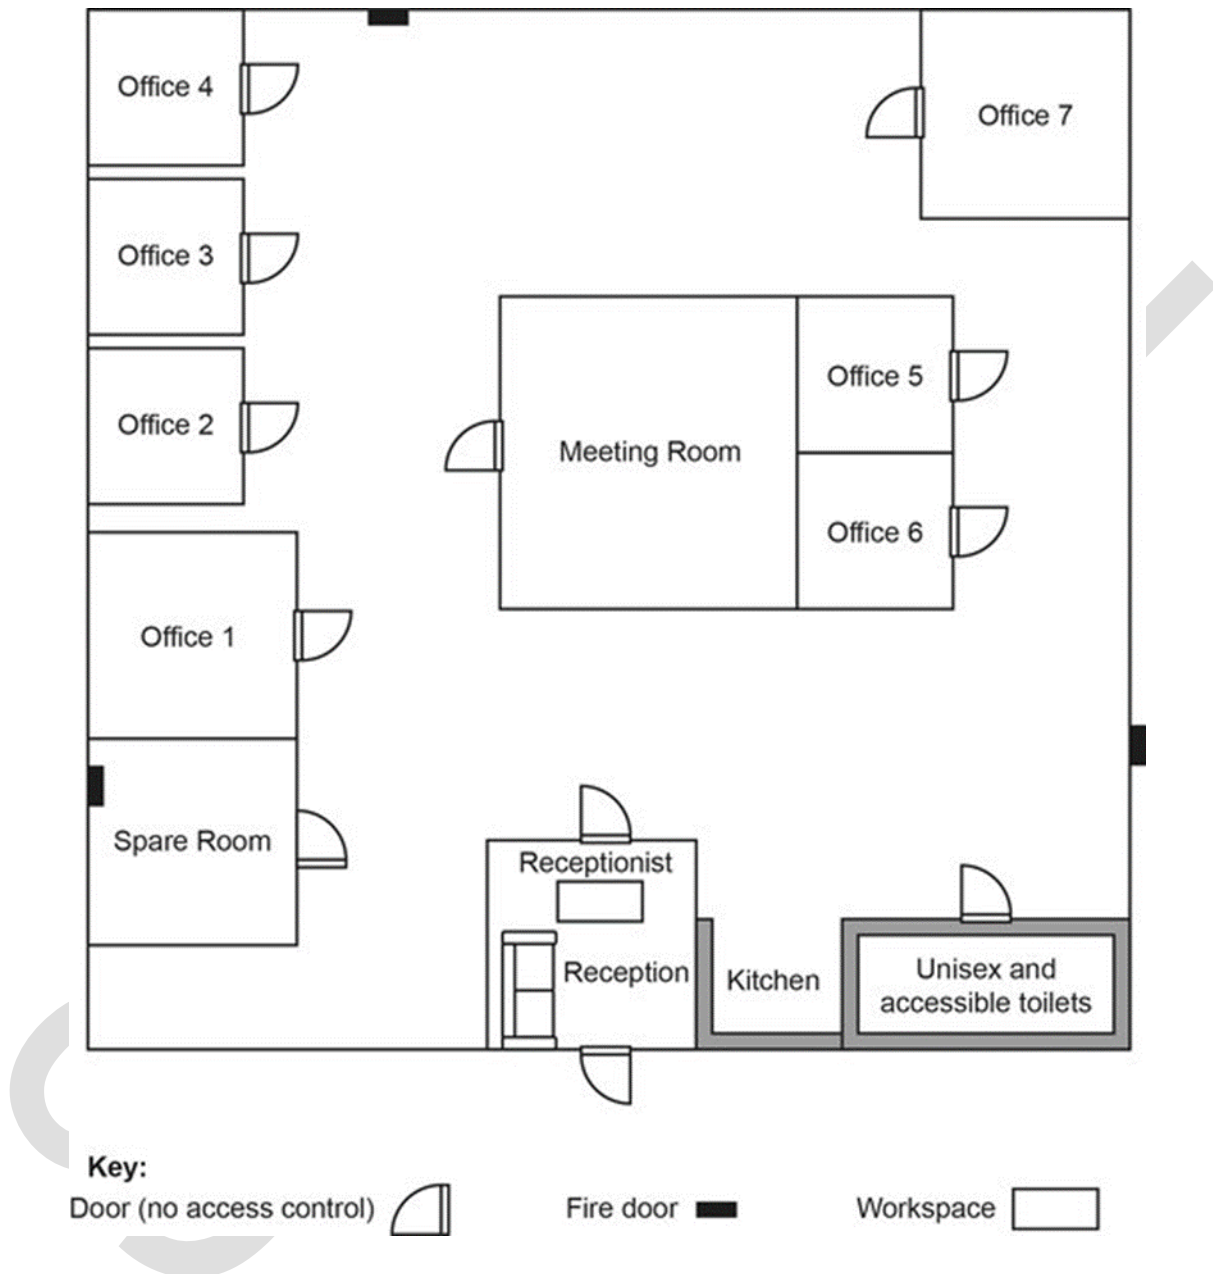 Office 4
Office 7
Office 3
Office 5
Office 2
Meeting Room
Office 6
Office 1
Spare Room
Receptionist
Reception
Kitchen
Unisex and
accessible toilets
Key:
Door (no access control)
Fire door
Workspace